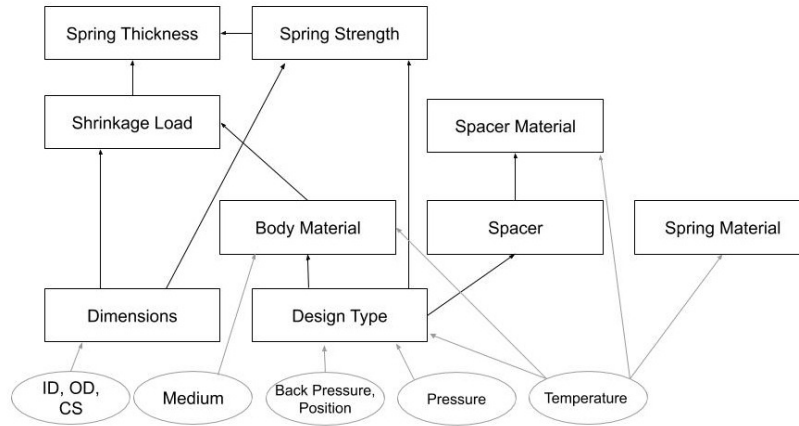 Spring Thickness
Spring Strength
Shrinkage Load
Spacer Material
Body Material
Spacer
Spring Material
Dimensions
Design Type
ID, OD,
CS
Medium
Back Pressure,
Position
Pressure
Temperature